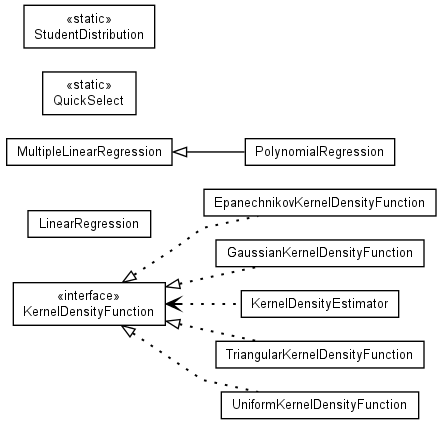 «static»
StudentDistribution
«static»
QuickSelect
MultipleLinearRegression
PolynomialRegression
EpanechnikovKernelDensityFunction
LinearRegression
GaussianKernelDensityFunction
«interface»
KernelDensityFunction
KernelDensityEstimator
TriangularKernelDensityFunction
UniformKernelDensityFunction